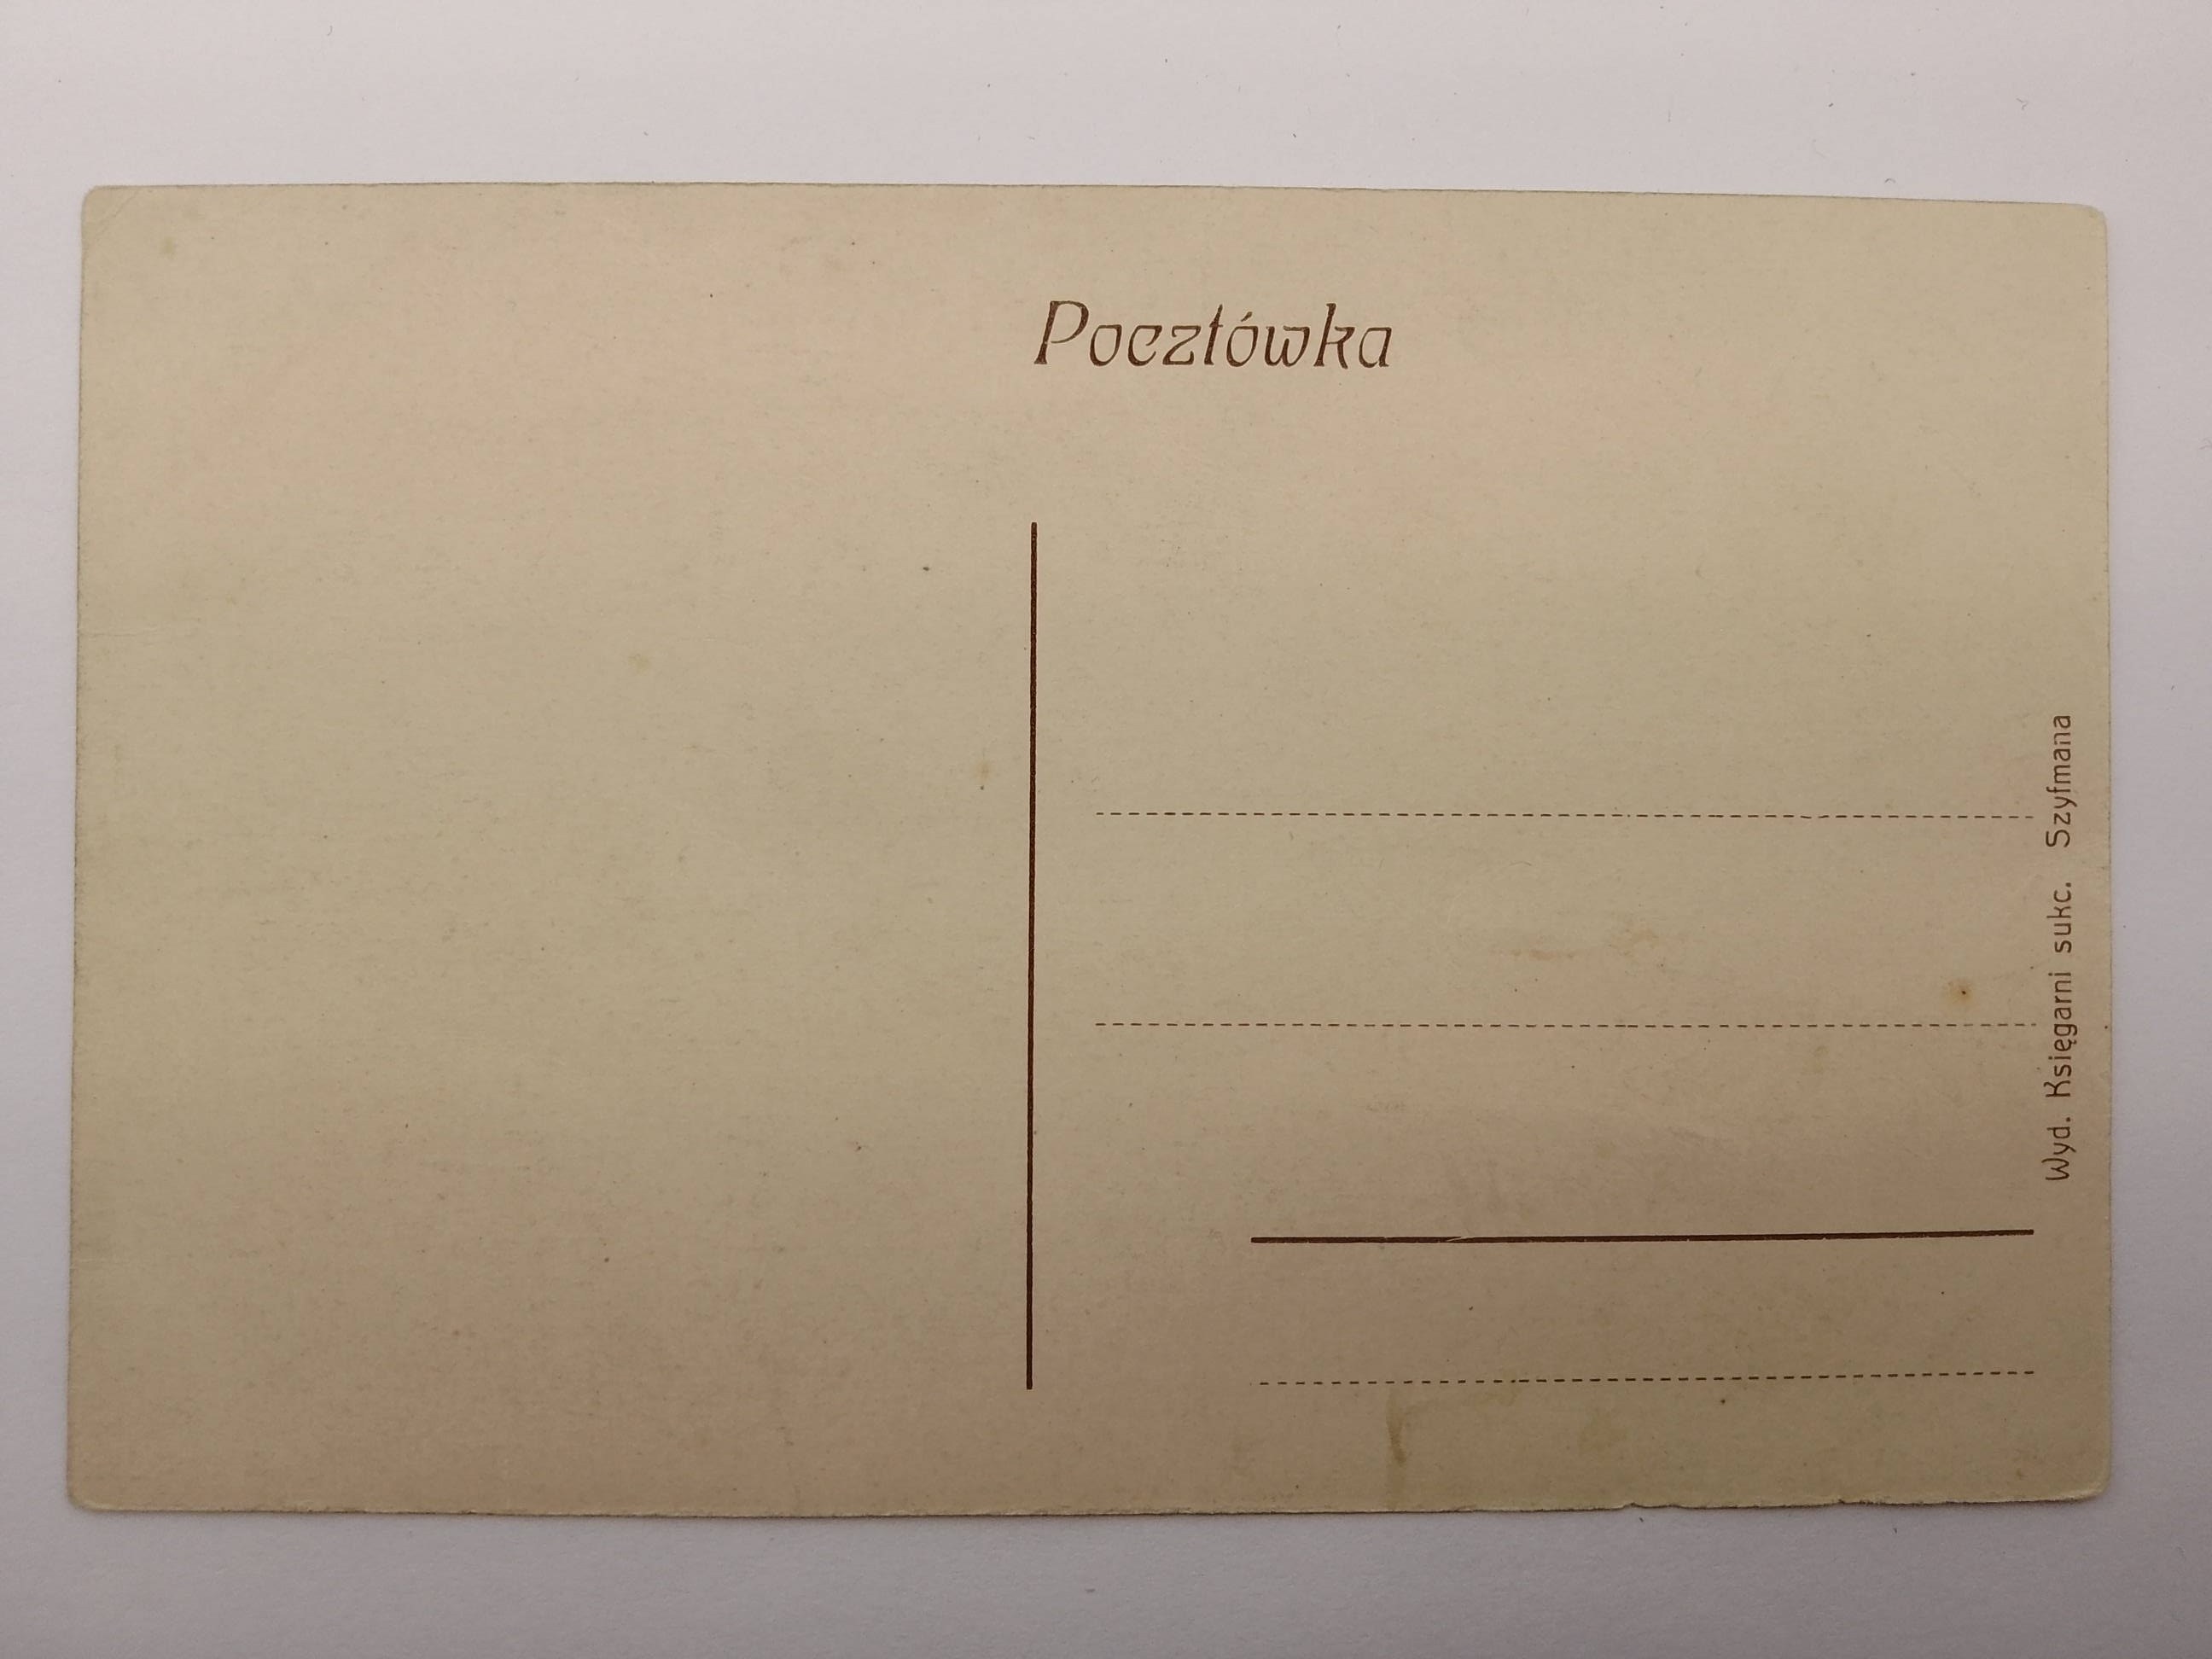 Pocztówka
Wyd. Księgarni sukc. Szyfmana